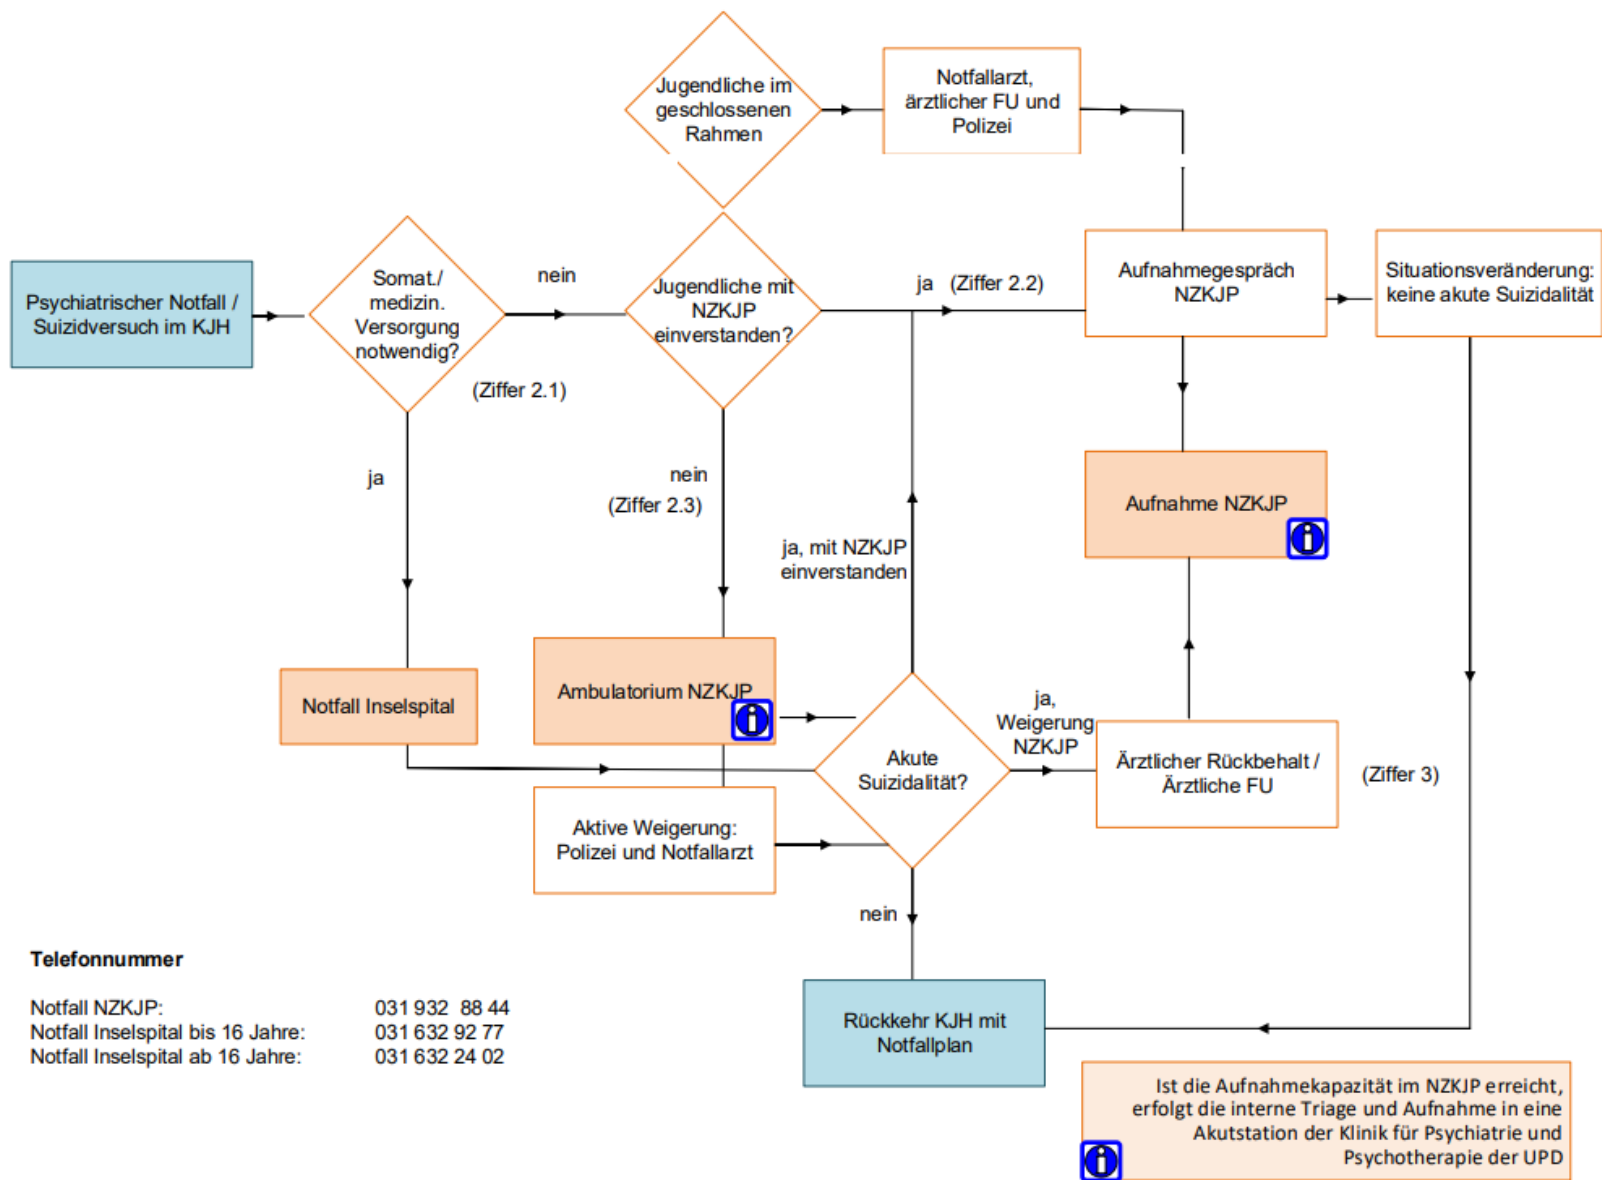 Jugendliche im
geschlossenen
Rahmen
Notfallarzt,
ärztlicher FU und
Polizei
Psychiatrischer Notfall /
Suizidversuch im KJH
Somat./
medizin.
Versorgung
notwendig?
(Ziffer 2.1)
nein
Jugendliche mit
NZKJP
einverstanden?
ja (Ziffer 2.2)
Aufnahmegespräch
NZKJP
Situationsveränderung:
keine akute Suizidalität
ja
nein
(Ziffer 2.3)
ja, mit NZKJP
einverstanden
Aufnahme NZKJP
Notfall Inselspital
Ambulatorium NZKJP
Akute
Suizidalität?
ja,
Weigerung
NZKJP
Ärztlicher Rückbehalt /
Ärztliche FU
(Ziffer 3)
Aktive Weigerung:
Polizei und Notfallarzt
nein
Rückkehr KJH mit
Notfallplan
Telefonnummer
Notfall NZKJP: 031 932 88 44
Notfall Inselspital bis 16 Jahre: 031 632 92 77
Notfall Inselspital ab 16 Jahre: 031 632 24 02
Ist die Aufnahmekapazität im NZKJP erreicht,
erfolgt die interne Triage und Aufnahme in eine
Akutstation der Klinik für Psychiatrie und
Psychotherapie der UPD